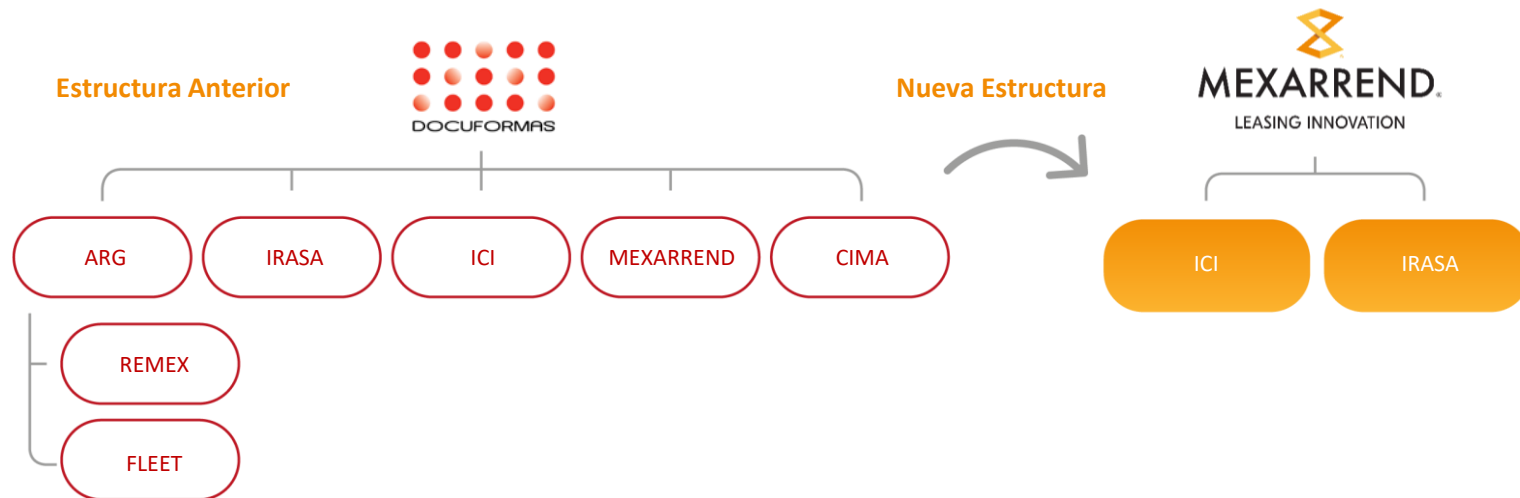 Estructura Anterior
DOCUFORMAS
ARG
IRASA
ICI
MEXARREND
CIMA
REMEX
FLEET
Nueva Estructura
MEXARREND
LEASING INNOVATION
ICI
IRASA